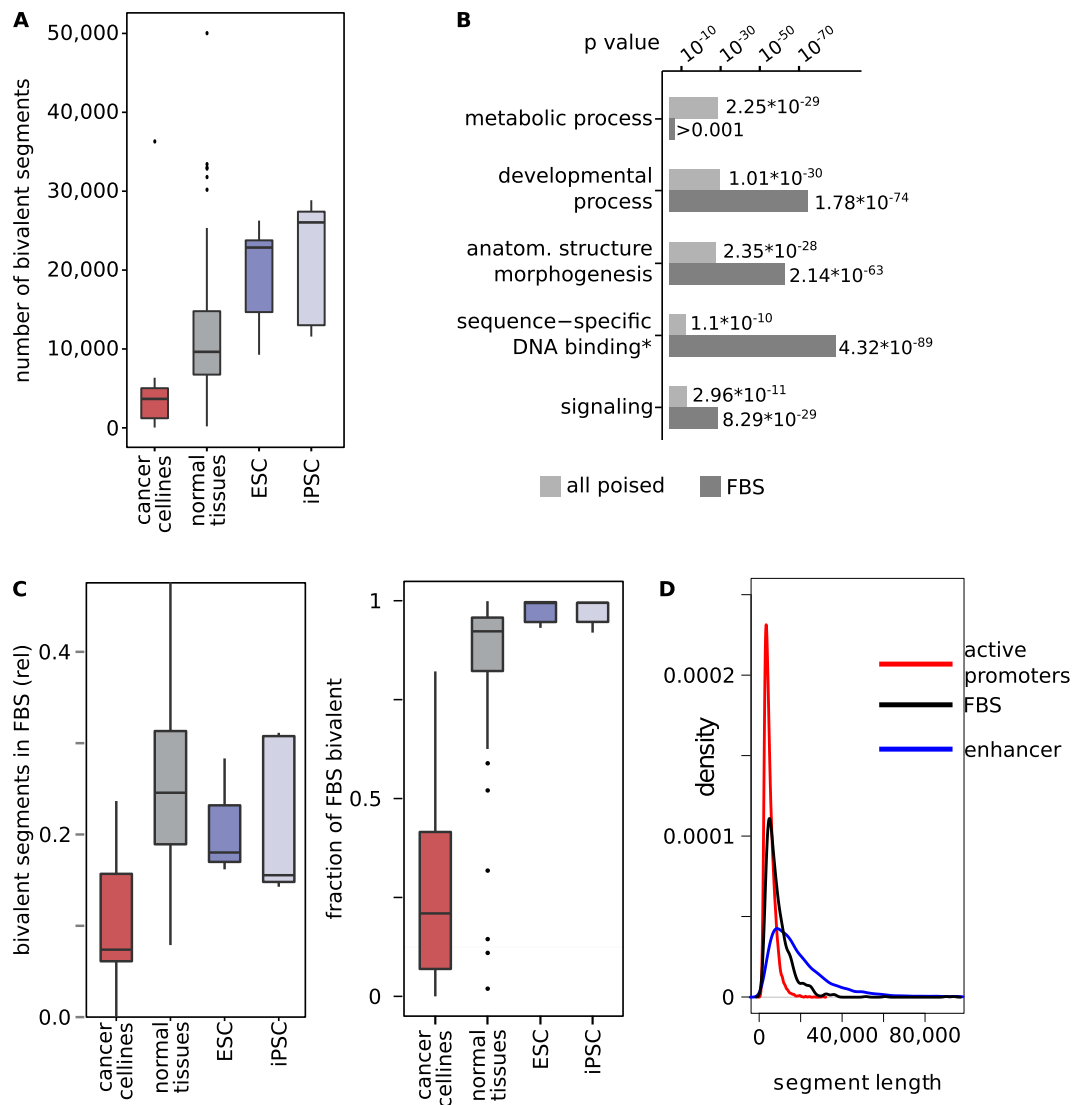 A
number of bivalent segments
50,000
40,000
30,000
20,000
10,000
0
cancer
cellines
normal
tissues
ESC
iPSC
B
p value
10-10
10-30
10-50
10-70
metabolic process
2.25*10-29
>0.001
developmental
process
1.01*10-30
1.78*10-74
anatom. structure
morphogenesis
2.35*10-28
2.14*10-63
sequence−specific
DNA binding*
1.1*10-10
4.32*10-89
signaling
2.96*10-11
8.29*10-29
all poised
FBS
C
bivalent segments in FBS (rel)
0.4
0.2
0.0
cancer
cellines
normal
tissues
ESC
iPSC
fraction of FBS bivalent
1
0.5
0
cancer
cellines
normal
tissues
ESC
iPSC
D
density
0.0002
0.0001
active
promoters
FBS
enhancer
0
40,000
80,000
segment length